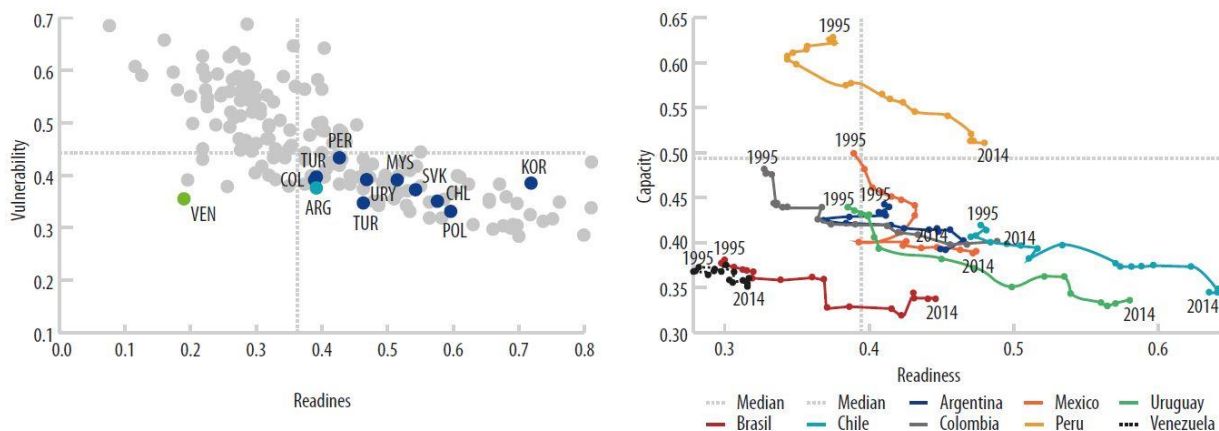 0.7
0.6
0.5
0.4
0.3
0.2
0.1
Vulnerability
0.0
0.1
0.2
0.3
0.4
0.5
0.6
0.7
0.8
Readines
PER
TUR
MYS
KOR
COL
SVK
CHL
VEN
ARG
URY
TUR
POL
0.65
0.60
0.55
0.50
0.45
0.40
0.35
0.30
Capacity
0.3
0.4
0.5
0.6
Readiness
1995
2014
1995
1995
1995
1995
2014
2014
1995
1995
2014
2014
2014
2014
Median
Median
Argentina
Mexico
Uruguay
Brasil
Chile
Colombia
Peru
Venezuela